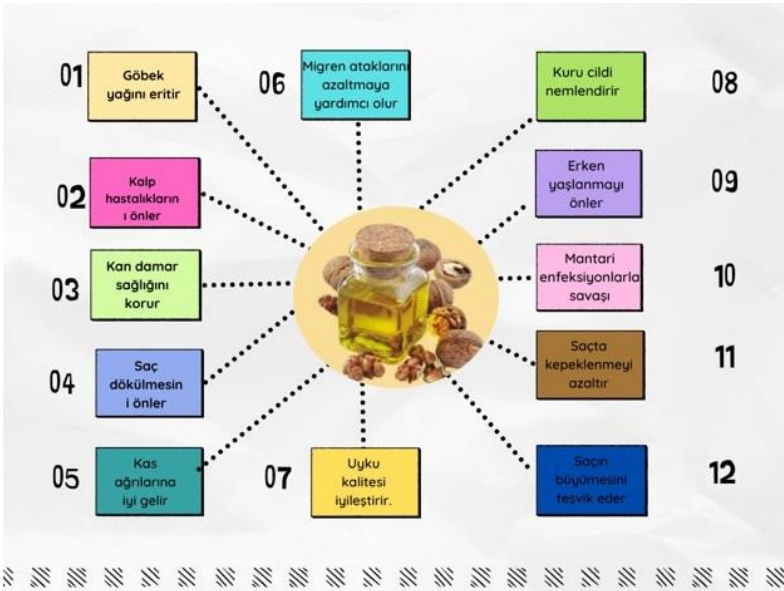 01
Göbek
yağını eritir
02
Kalp
hastalıkların
ı önler
03
Kan damar
sağlığını
korur
04
Saç
dökülmesin
i önler
05
Kas
ağrılarına
iyi gelir
06
Migren ataklarını
azaltmaya
yardımcı olur
07
Uyku
kalitesi
iyileştirir.
08
Kuru cildi
nemlendirir
09
Erken
yaşlanmayı
önler
10
Mantari
enfeksiyonlarla
savaşı
11
Saçta
kepeklenmeyi
azaltır
12
Saçın
büyümesini
teşvik eder